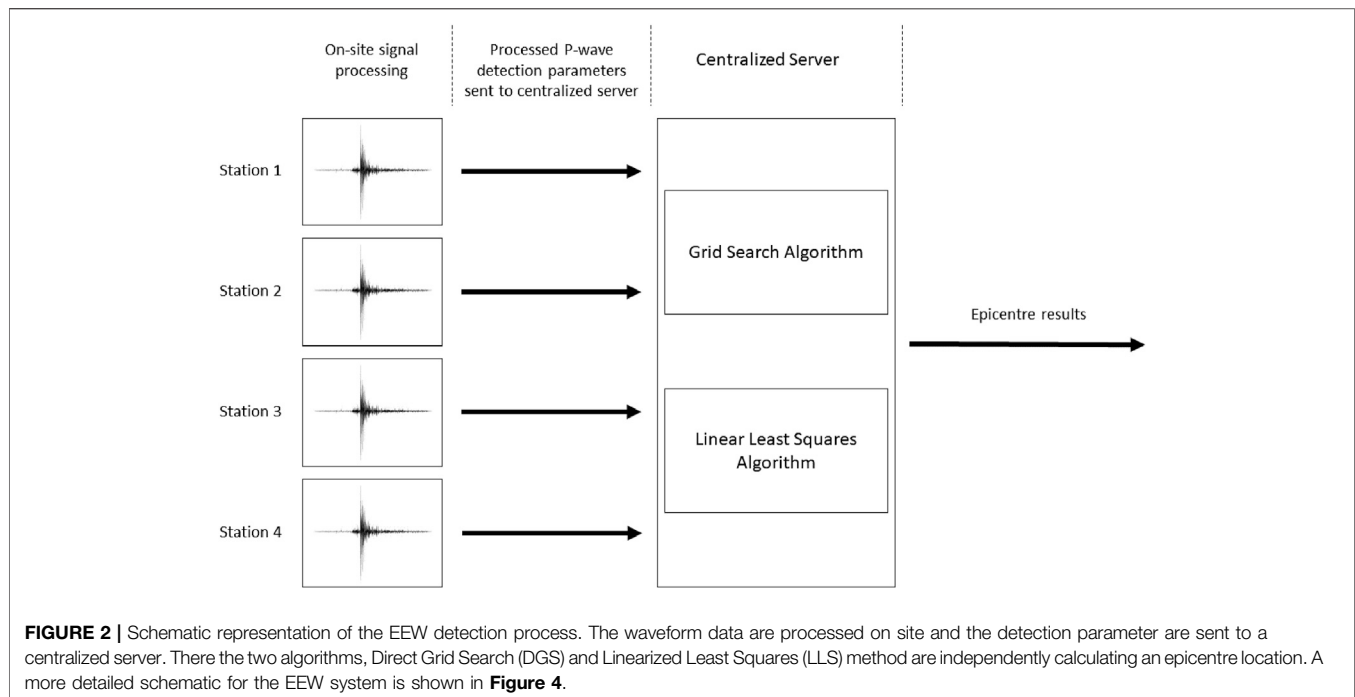 On-site signal
processing
Processed P-wave
detection parameters
sent to centralized server
Centralized Server
Station 1
Station 2
Station 3
Station 4
Grid Search Algorithm
Linear Least Squares
Algorithm
Epicentre results
FIGURE 2 | Schematic representation of the EEW detection process. The waveform data are processed on site and the detection parameter are sent to a
centralized server. There the two algorithms, Direct Grid Search (DGS) and Linearized Least Squares (LLS) method are independently calculating an epicentre location. A
more detailed schematic for the EEW system is shown in Figure 4.